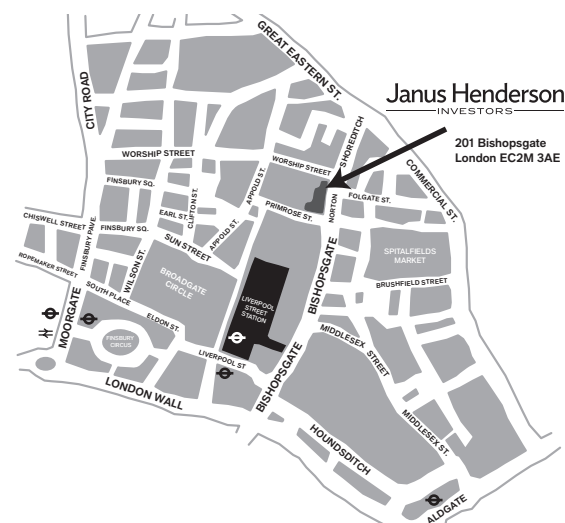 GREAT EASTERN ST.
CITY ROAD
Janus Henderson
INVESTORS
201 Bishopsgate
London EC2M 3AE
SHOREDITCH
WORSHIP STREET
WORSHIP STREET
COMMERCIAL ST.
FINSBURY SQ.
APPOLD ST.
CLIFTON ST.
NORTON
FOLGATE ST.
PRIMROSE ST.
EARL ST.
CHISWELL STREET
FINSBURY PAVE.
FINSBURY SQ.
APPOLD ST.
SUN STREET
ROPEMAKER STREET
WILSON ST.
BROADGATE
CIRCLE
SPITALFIELDS
MARKET
BISHOPSGATE
BRUSHFIELD STREET
SOUTH PLACE
LIVERPOOL
STREET
STATION
MOORGATE
ELDON ST.
FINSBURY
CIRCUS
MIDDLESEX STREET
LIVERPOOL ST
BISHOPSGATE
LONDON WALL
MIDDLESEX ST.
HOUNDSDITCH
ALDGATE